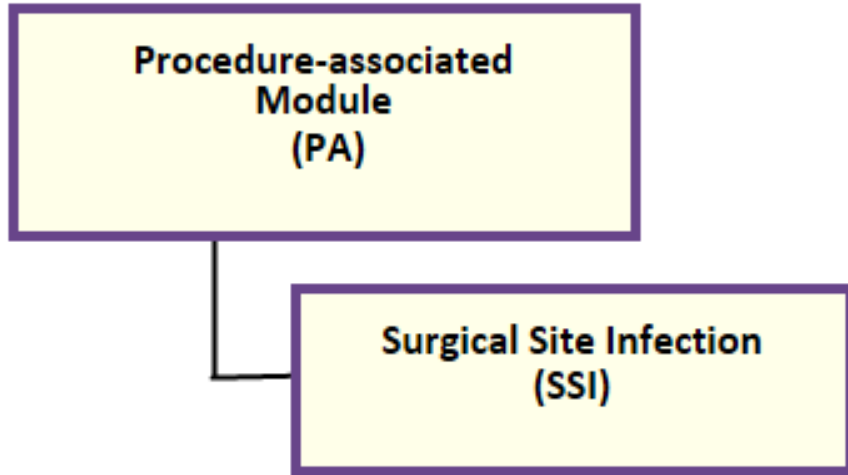 Procedure-associated
Module
(PA)
Surgical Site Infection
(SSI)